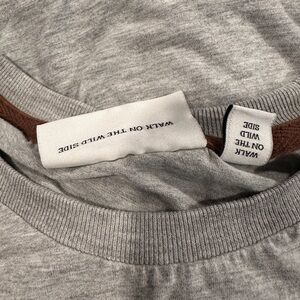 WALK ON THE WILD SIDE
WALK
ON THE
WILD
SIDE